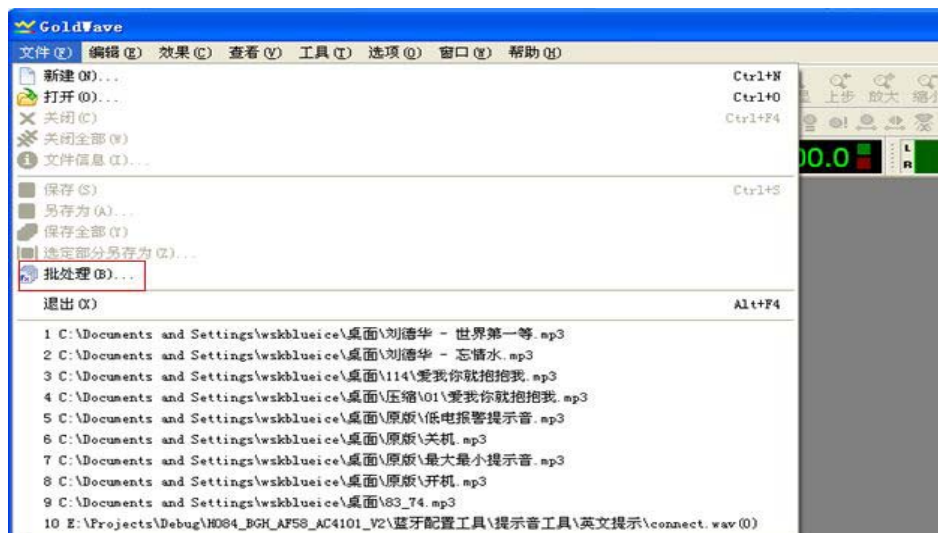 GoldWave
文件(F) 编辑(E) 效果(C) 查看(V) 工具(T) 选项(O) 窗口(W) 帮助(H)
新建(N)... Ctrl+N
打开(O)... Ctrl+O
关闭(C) Ctrl+F4
关闭全部(W)
文件信息(I)...
上步 放大 缩小
00.0
L
R
保存(S) Ctrl+S
另存为(A)...
保存全部(T)
选定部分另存为(Z)...
批处理(B)...
退出(X) Alt+F4
1 C:\Documents and Settings\wskblueice\桌面\刘德华 - 世界第一等.mp3
2 C:\Documents and Settings\wskblueice\桌面\刘德华 - 忘情水.mp3
3 C:\Documents and Settings\wskblueice\桌面\114\爱我你就抱抱我.mp3
4 C:\Documents and Settings\wskblueice\桌面\压缩\01\爱我你就抱抱我.mp3
5 C:\Documents and Settings\wskblueice\桌面\原版\低电报警提示音.mp3
6 C:\Documents and Settings\wskblueice\桌面\原版\关机.mp3
7 C:\Documents and Settings\wskblueice\桌面\原版\最大最小提示音.mp3
8 C:\Documents and Settings\wskblueice\桌面\原版\开机.mp3
9 C:\Documents and Settings\wskblueice\桌面\83_74.mp3
10 E:\Projects\Debug\H084_BGH_AF58_AC4101_V2\蓝牙配置工具\提示音工具\英文提示\connect.wav(0)